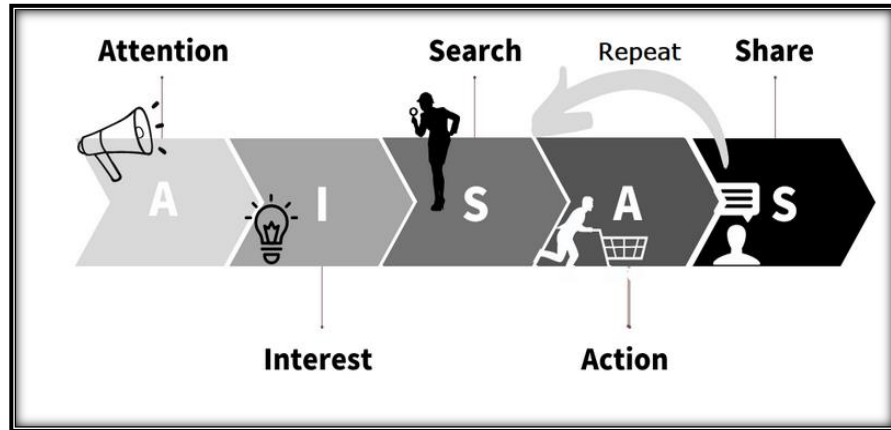 Attention
Search
Repeat
Share
A
I
S
A
S
Interest
Action